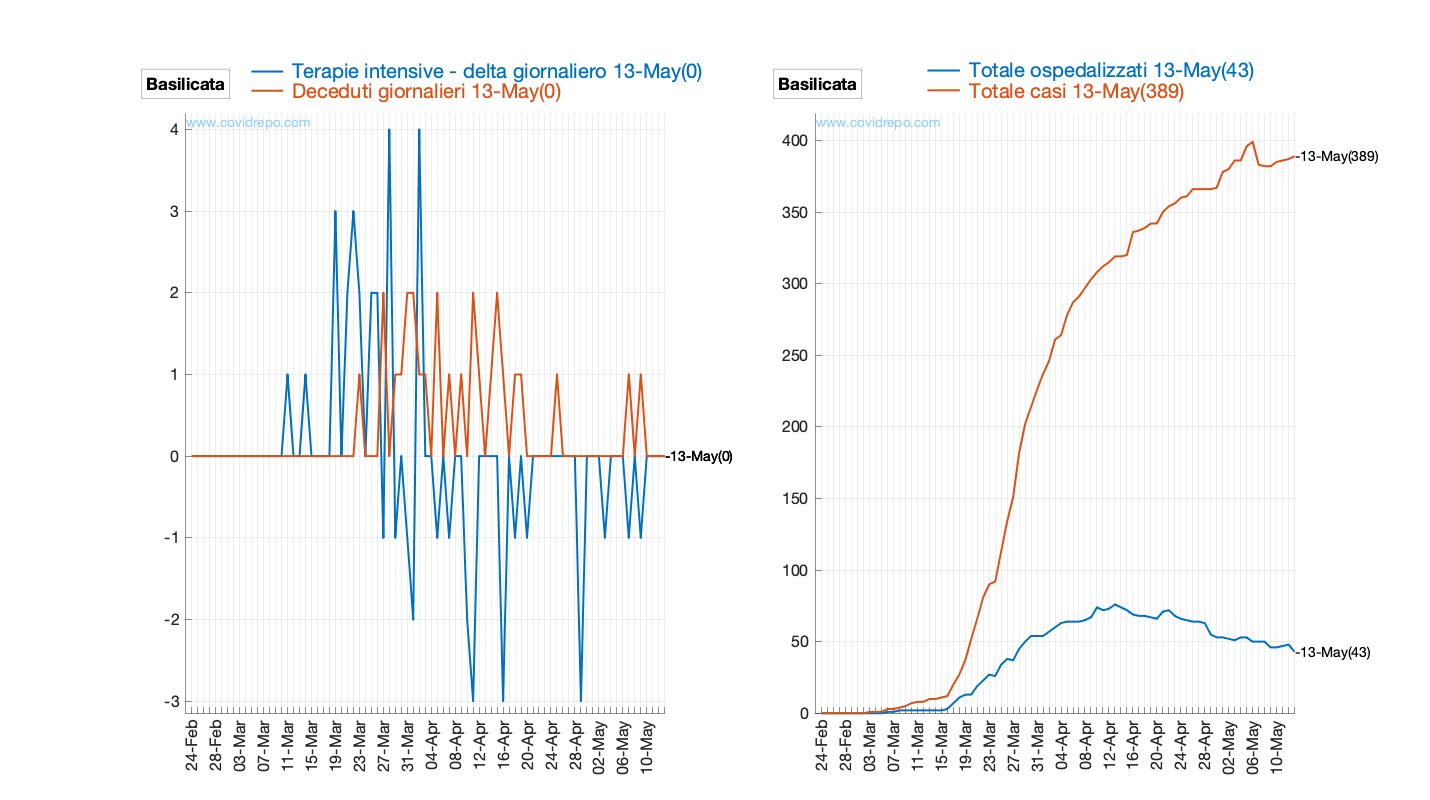 Basilicata
Terapie intensive - delta giornaliero 13-May(0)
Deceduti giornalieri 13-May(0)
www.covidrepo.com
4
3
2
1
0
-1
-2
-3
-13-May(0)
24-Feb
28-Feb
03-Mar
07-Mar
11-Mar
15-Mar
19-Mar
23-Mar
27-Mar
31-Mar
04-Apr
08-Apr
12-Apr
16-Apr
20-Apr
24-Apr
28-Apr
02-May
06-May
10-May
Basilicata
Totale ospedalizzati 13-May(43)
Totale casi 13-May(389)
www.covidrepo.com
400
350
300
250
200
150
100
50
0
-13-May(389)
-13-May(43)
24-Feb
28-Feb
03-Mar
07-Mar
11-Mar
15-Mar
19-Mar
23-Mar
27-Mar
31-Mar
04-Apr
08-Apr
12-Apr
16-Apr
20-Apr
24-Apr
28-Apr
02-May
06-May
10-May